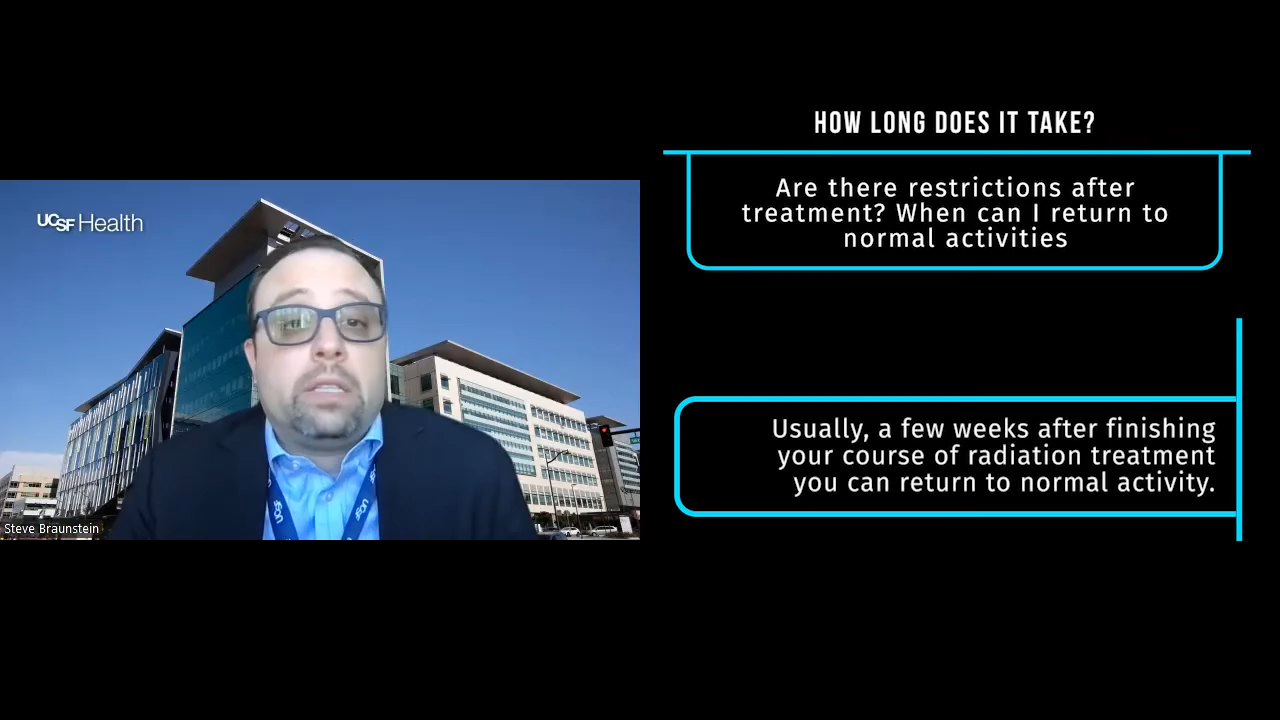 UCSF Health
Steve Braunstein
HOW LONG DOES IT TAKE?
Are there restrictions after
treatment? When can I return to
normal activities
Usually, a few weeks after finishing
your course of radiation treatment
you can return to normal activity.